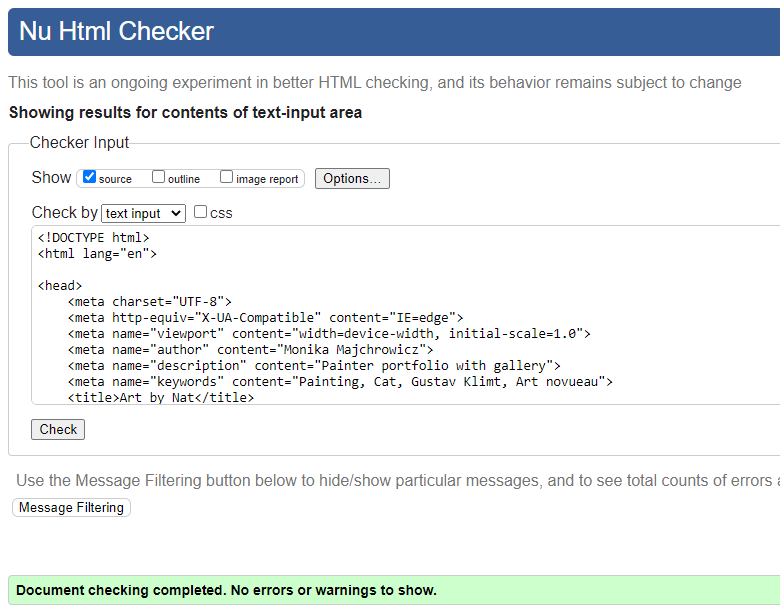 Nu Html Checker
This tool is an ongoing experiment in better HTML checking, and its behavior remains subject to change
Showing results for contents of text-input area
Checker Input
Show source outline image report Options...
Check by text input css
<!DOCTYPE html>
<html lang="en">
<head>
<meta charset="UTF-8">
<meta http-equiv="X-UA-Compatible" content="IE=edge">
<meta name="viewport" content="width=device-width, initial-scale=1.0">
<meta name="author" content="Monika Majchrowicz">
<meta name="description" content="Painter portfolio with gallery">
<meta name="keywords" content="Painting, Cat, Gustav Klimt, Art novueau">
<title>Art by Nat</title>
Check
Use the Message Filtering button below to hide/show particular messages, and to see total counts of errors a
Message Filtering
Document checking completed. No errors or warnings to show.